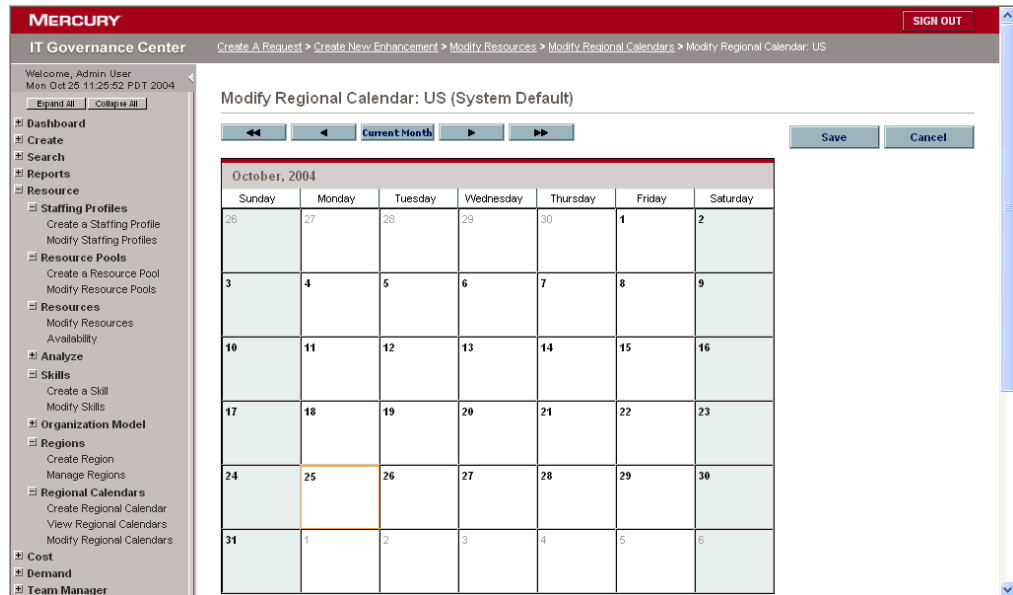 MERCURY
SIGN OUT
IT Governance Center
Create A Request > Create New Enhancement > Modify Resources > Modify Regional Calendars > Modify Regional Calendar: US
Welcome, Admin User
Mon Oct 25 11:25:52 PDT 2004
Expand All Collapse All
Dashboard
Create
Search
Reports
Resource
Staffing Profiles
Create a Staffing Profile
Modify Staffing Profiles
Resource Pools
Create a Resource Pool
Modify Resource Pools
Resources
Modify Resources
Availability
Analyze
Skills
Create a Skill
Modify Skills
Organization Model
Regions
Create Region
Manage Regions
Regional Calendars
Create Regional Calendar
View Regional Calendars
Modify Regional Calendars
Cost
Demand
Team Manager
Modify Regional Calendar: US (System Default)
Current Month
Save Cancel
October, 2004
Sunday Monday Tuesday Wednesday Thursday Friday Saturday
26 27 28 29 30 1 2
3 4 5 6 7 8 9
10 11 12 13 14 15 16
17 18 19 20 21 22 23
24 25 26 27 28 29 30
31 1 2 3 4 5 6